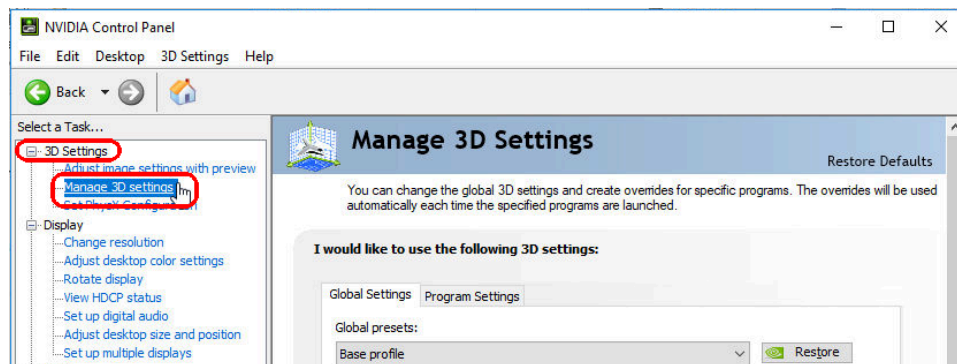 NVIDIA Control Panel
File Edit Desktop 3D Settings Help
Back
Select a Task...
3D Settings
Adjust image settings with preview
Manage 3D settings
Set PhysX Configuration
Display
Change resolution
Adjust desktop color settings
Rotate display
View HDCP status
Set up digital audio
Adjust desktop size and position
Set up multiple displays
Manage 3D Settings
Restore Defaults
You can change the global 3D settings and create overrides for specific programs. The overrides will be used
automatically each time the specified programs are launched.
I would like to use the following 3D settings:
Global Settings Program Settings
Global presets:
Base profile Restore